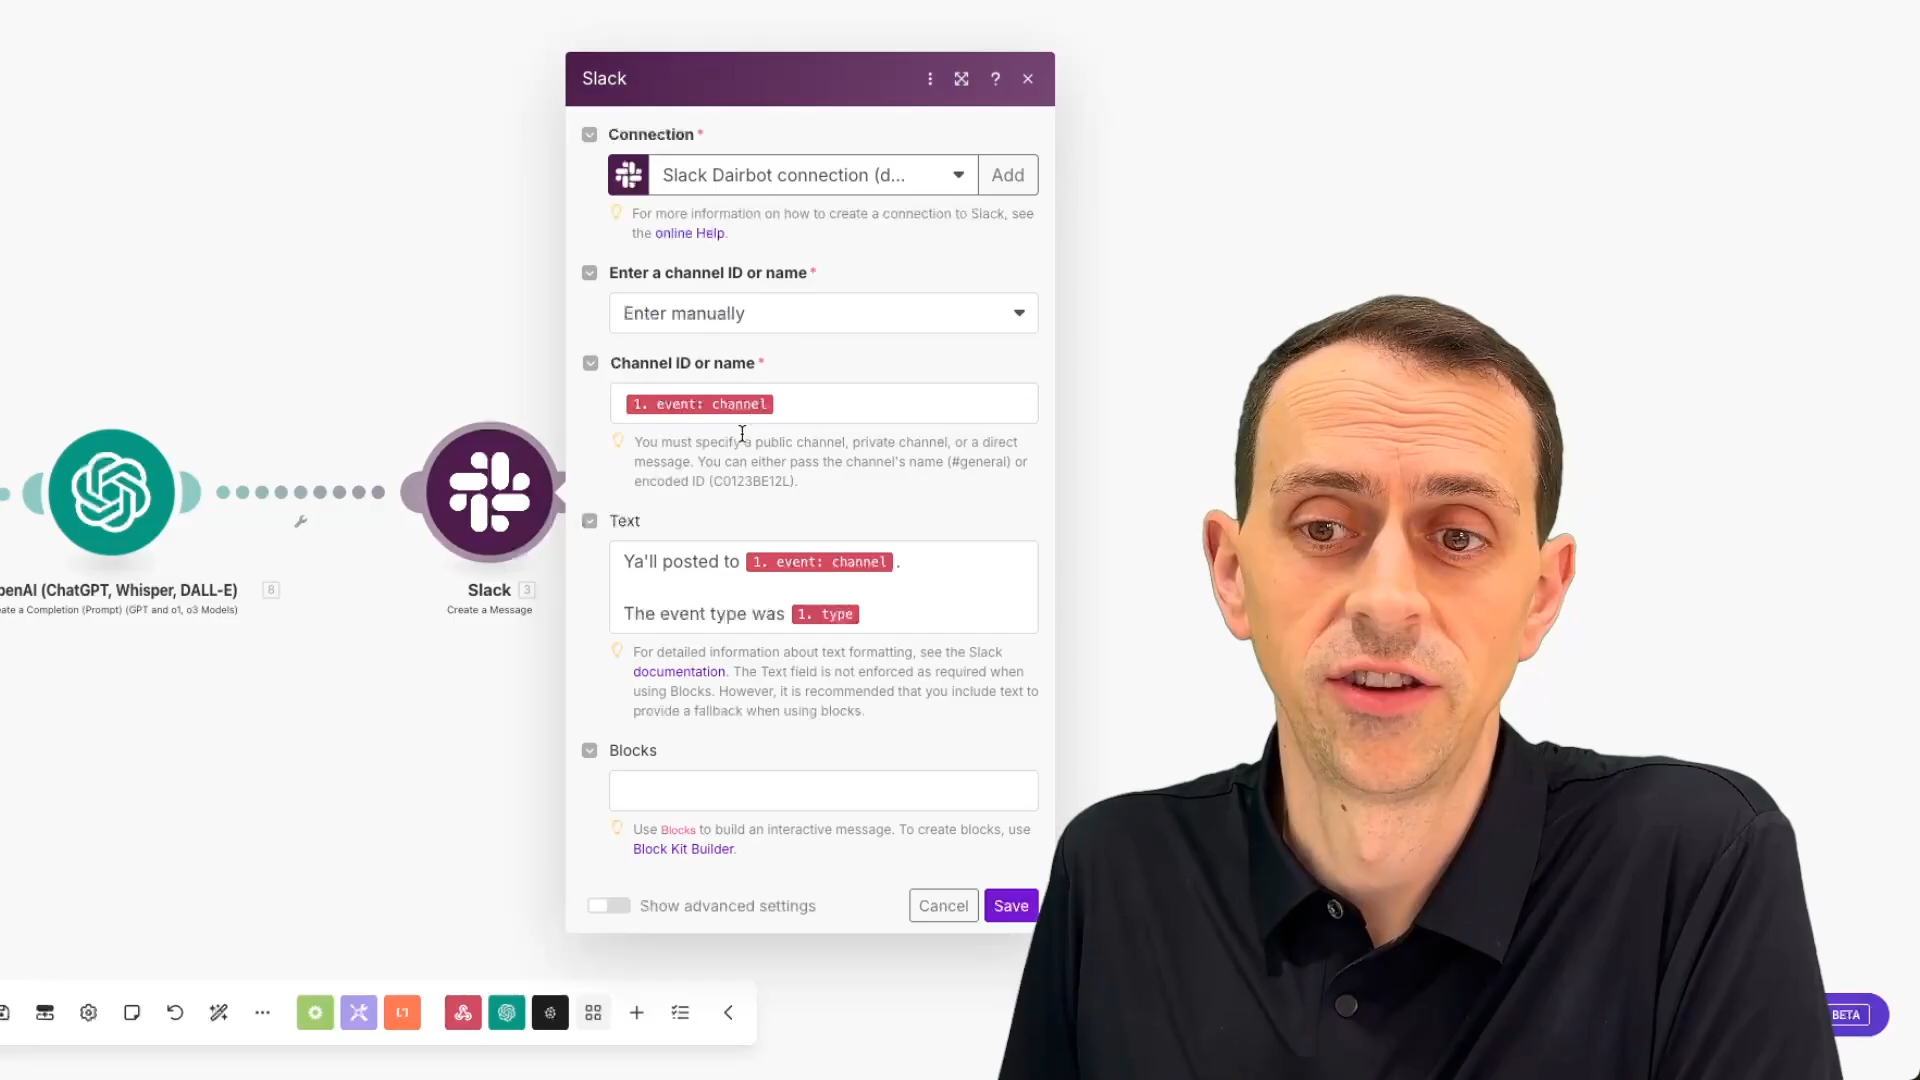 Slack
Connection *
Slack Dairbot connection (d...
Add
For more information on how to create a connection to Slack, see
the online Help.
Enter a channel ID or name *
Enter manually
Channel ID or name *
1. event: channel
You must specify a public channel, private channel, or a direct
message. You can either pass the channel's name (#general) or
encoded ID (C0123BE12L).
Text
Ya'll posted to 1. event: channel .
The event type was 1. type
For detailed information about text formatting, see the Slack
documentation. The Text field is not enforced as required when
using Blocks. However, it is recommended that you include text to
provide a fallback when using blocks.
Blocks
Use Blocks to build an interactive message. To create blocks, use
Block Kit Builder.
Show advanced settings
Cancel
Save
penAI (ChatGPT, Whisper, DALL-E) 8
ate a Completion (Prompt) (GPT and o1, o3 Models)
Slack 3
Create a Message
BETA